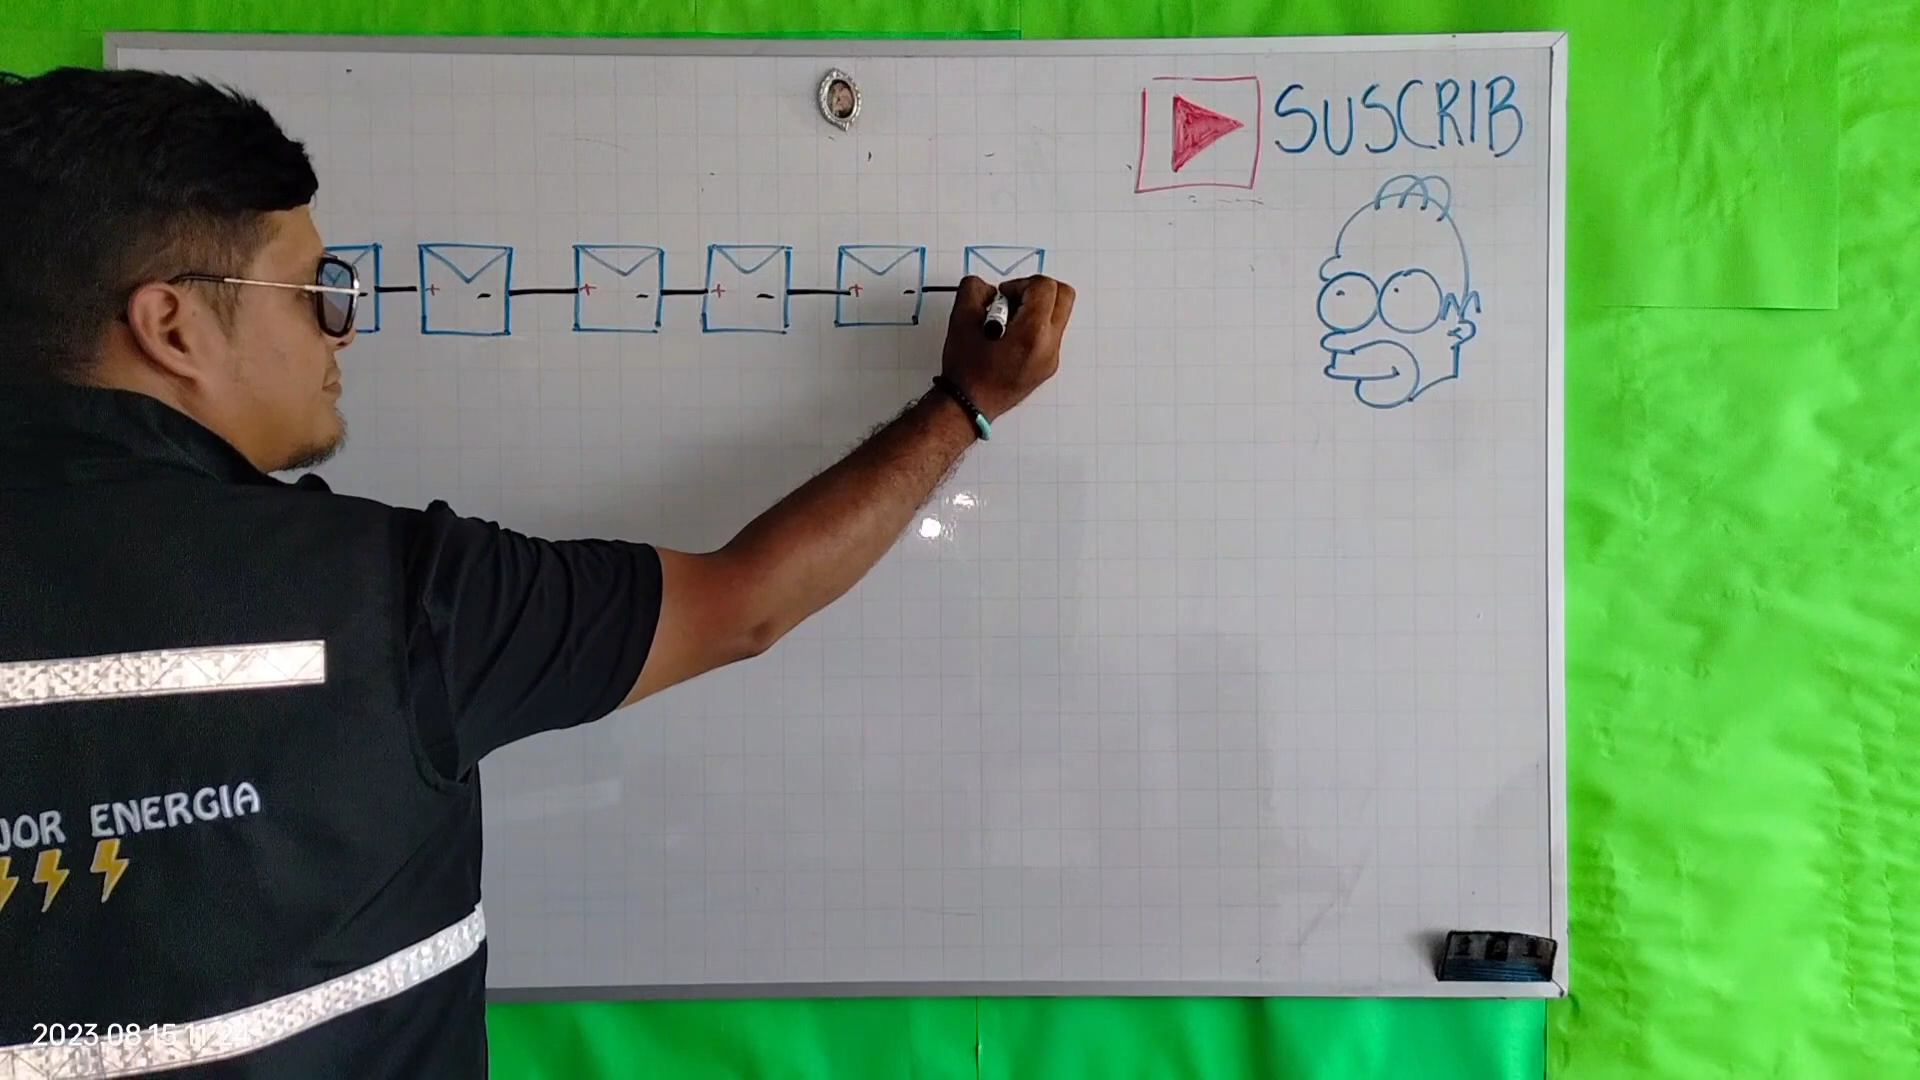 SUSCRIB
- + - + - + - + -
JOR ENERGIA
2023.08.15 11:24